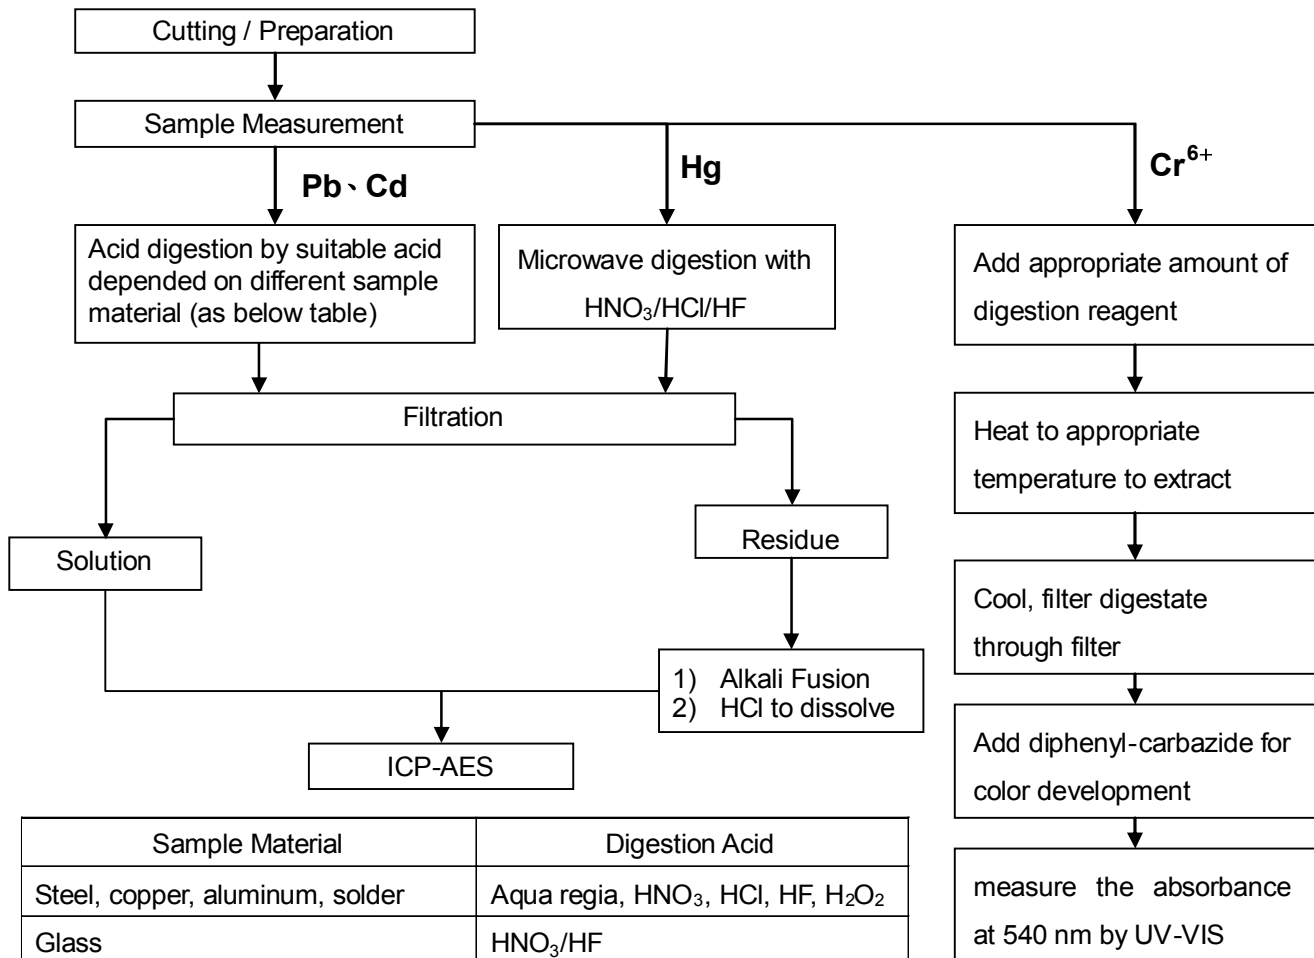 Cutting / Preparation
Sample Measurement
Pb、Cd
Hg
Cr⁶⁺
Acid digestion by suitable acid
depended on different sample
material (as below table)
Microwave digestion with
HNO₃/HCl/HF
Add appropriate amount of
digestion reagent
Filtration
Heat to appropriate
temperature to extract
Solution
Residue
Cool, filter digestate
through filter
1) Alkali Fusion
2) HCl to dissolve
ICP-AES
Add diphenyl-carbazide for
color development
measure the absorbance
at 540 nm by UV-VIS
Sample Material Digestion Acid
Steel, copper, aluminum, solder Aqua regia, HNO₃, HCl, HF, H₂O₂
Glass HNO₃/HF